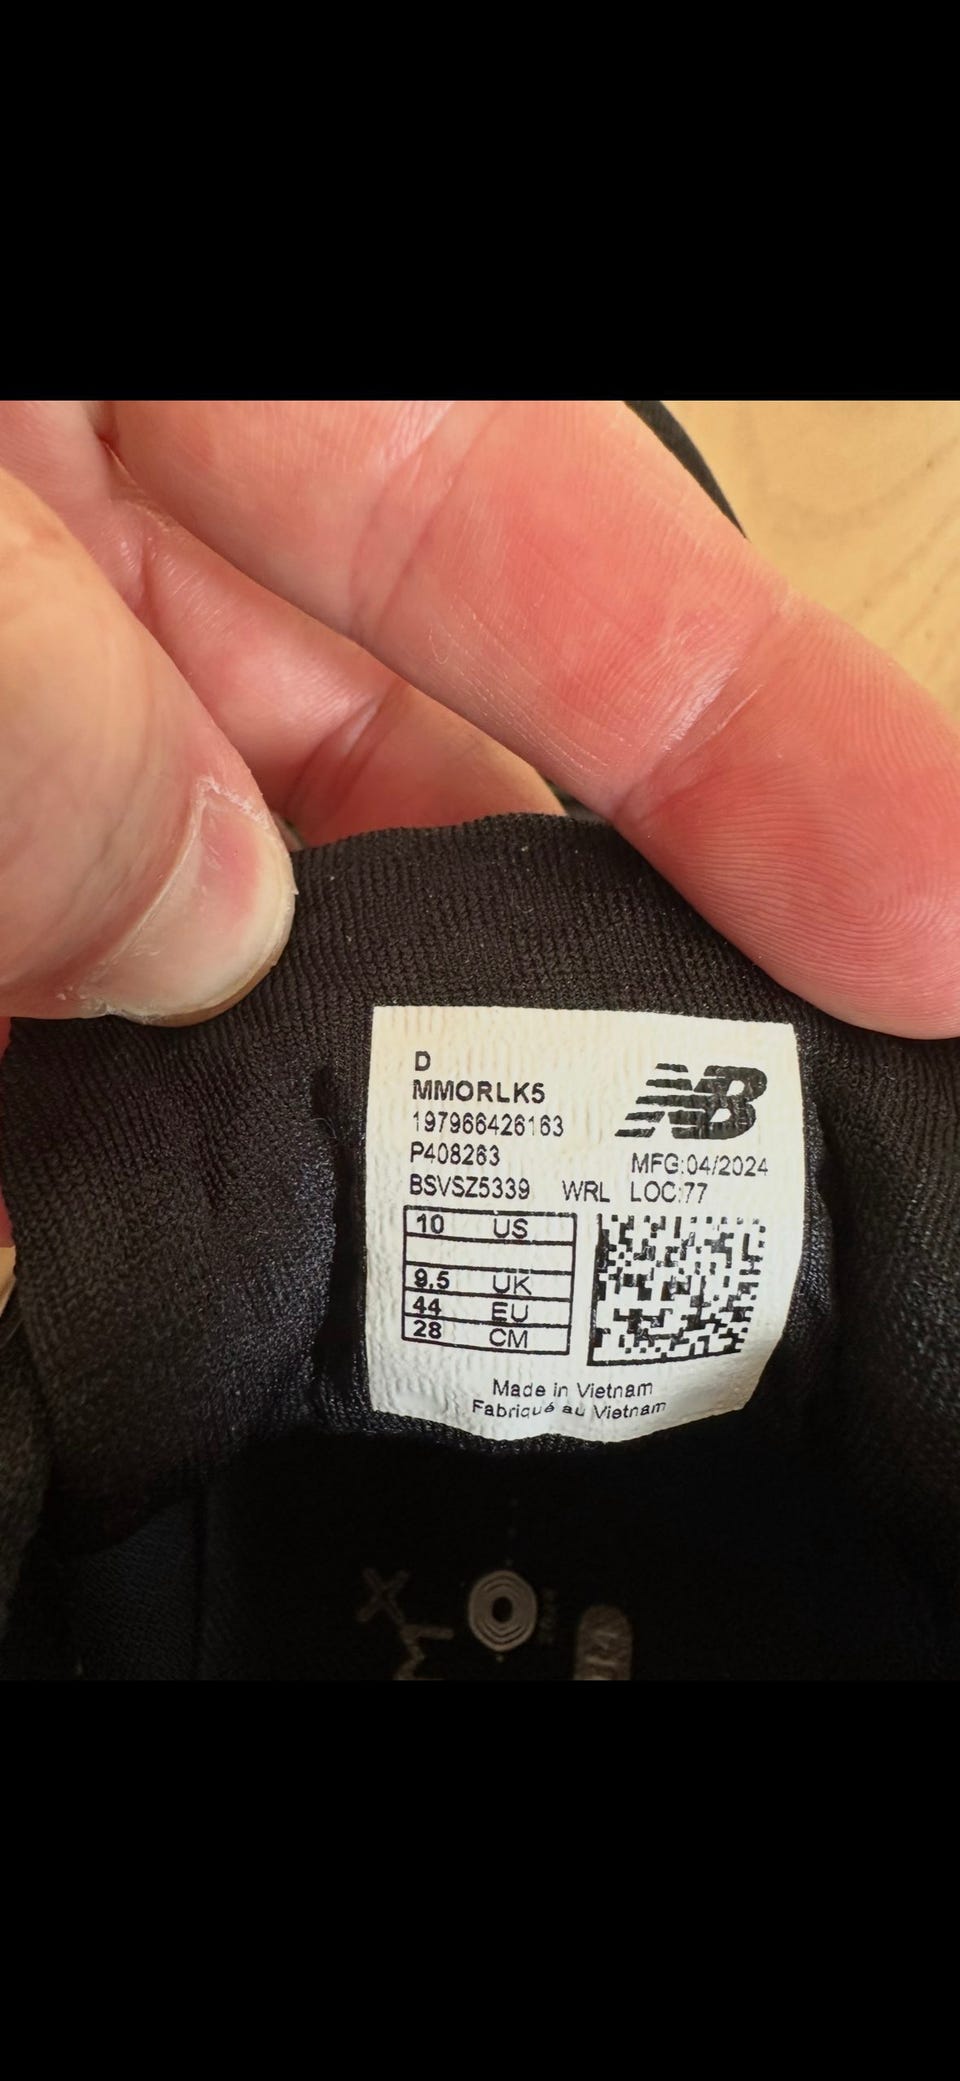 D
MMORLK5
197966426163
P408263
BSVSZ5339 WRL LOC:77
NB
MFG:04/2024
10 US
9.5 UK
44 EU
28 CM
Made in Vietnam
Fabriqué au Vietnam